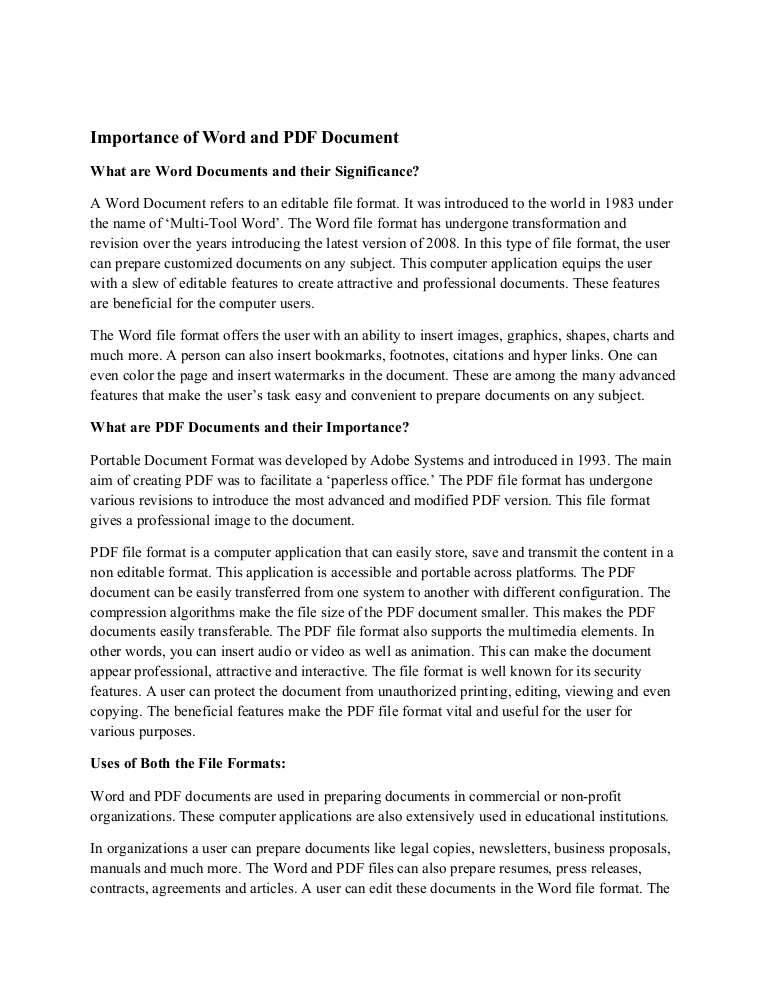 Importance of Word and PDF Document
What are Word Documents and their Significance?
A Word Document refers to an editable file format. It was introduced to the world in 1983 under
the name of ‘Multi-Tool Word’. The Word file format has undergone transformation and
revision over the years introducing the latest version of 2008. In this type of file format, the user
can prepare customized documents on any subject. This computer application equips the user
with a slew of editable features to create attractive and professional documents. These features
are beneficial for the computer users.
The Word file format offers the user with an ability to insert images, graphics, shapes, charts and
much more. A person can also insert bookmarks, footnotes, citations and hyper links. One can
even color the page and insert watermarks in the document. These are among the many advanced
features that make the user’s task easy and convenient to prepare documents on any subject.
What are PDF Documents and their Importance?
Portable Document Format was developed by Adobe Systems and introduced in 1993. The main
aim of creating PDF was to facilitate a ‘paperless office.’ The PDF file format has undergone
various revisions to introduce the most advanced and modified PDF version. This file format
gives a professional image to the document.
PDF file format is a computer application that can easily store, save and transmit the content in a
non editable format. This application is accessible and portable across platforms. The PDF
document can be easily transferred from one system to another with different configuration. The
compression algorithms make the file size of the PDF document smaller. This makes the PDF
documents easily transferable. The PDF file format also supports the multimedia elements. In
other words, you can insert audio or video as well as animation. This can make the document
appear professional, attractive and interactive. The file format is well known for its security
features. A user can protect the document from unauthorized printing, editing, viewing and even
copying. The beneficial features make the PDF file format vital and useful for the user for
various purposes.
Uses of Both the File Formats:
Word and PDF documents are used in preparing documents in commercial or non-profit
organizations. These computer applications are also extensively used in educational institutions.
In organizations a user can prepare documents like legal copies, newsletters, business proposals,
manuals and much more. The Word and PDF files can also prepare resumes, press releases,
contracts, agreements and articles. A user can edit these documents in the Word file format. The